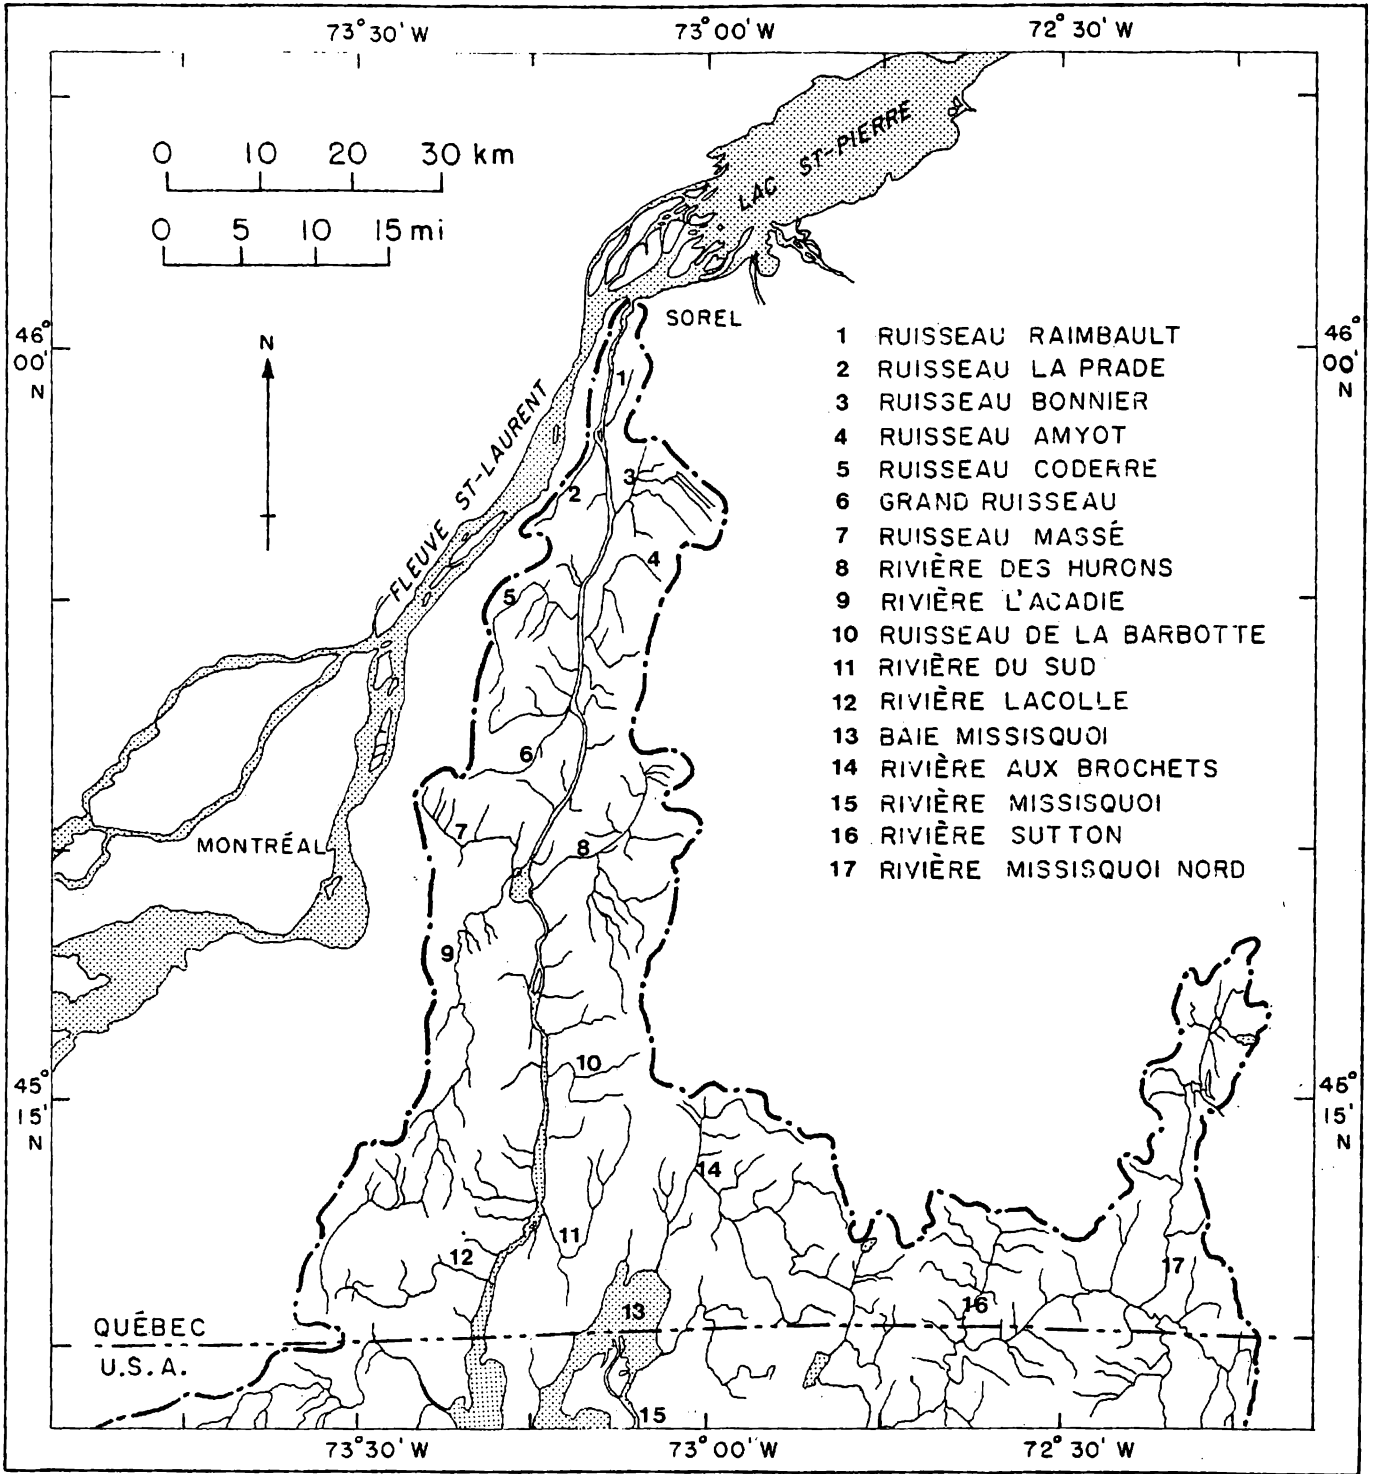 73°30' W 73°00' W 72°30' W
0 10 20 30 km
0 5 10 15 mi
LAC ST-PIERRE
SOREL
46°
00'
N
N
46°
00'
N
FLEUVE ST-LAURENT
1 RUISSEAU RAIMBAULT
2 RUISSEAU LA PRADE
3 RUISSEAU BONNIER
4 RUISSEAU AMYOT
5 RUISSEAU CODERRE
6 GRAND RUISSEAU
7 RUISSEAU MASSÉ
8 RIVIÈRE DES HURONS
9 RIVIÈRE L'ACADIE
10 RUISSEAU DE LA BARBOTTE
11 RIVIÈRE DU SUD
12 RIVIÈRE LACOLLE
13 BAIE MISSISQUOI
14 RIVIÈRE AUX BROCHETS
15 RIVIÈRE MISSISQUOI
16 RIVIÈRE SUTTON
17 RIVIÈRE MISSISQUOI NORD
1
2
3
4
5
6
7
8
MONTRÉAL
9
10
45°
15'
N
45°
15'
N
14
11
12
17
13
16
QUÉBEC
U.S.A.
15
73°30' W 73°00' W 72°30' W